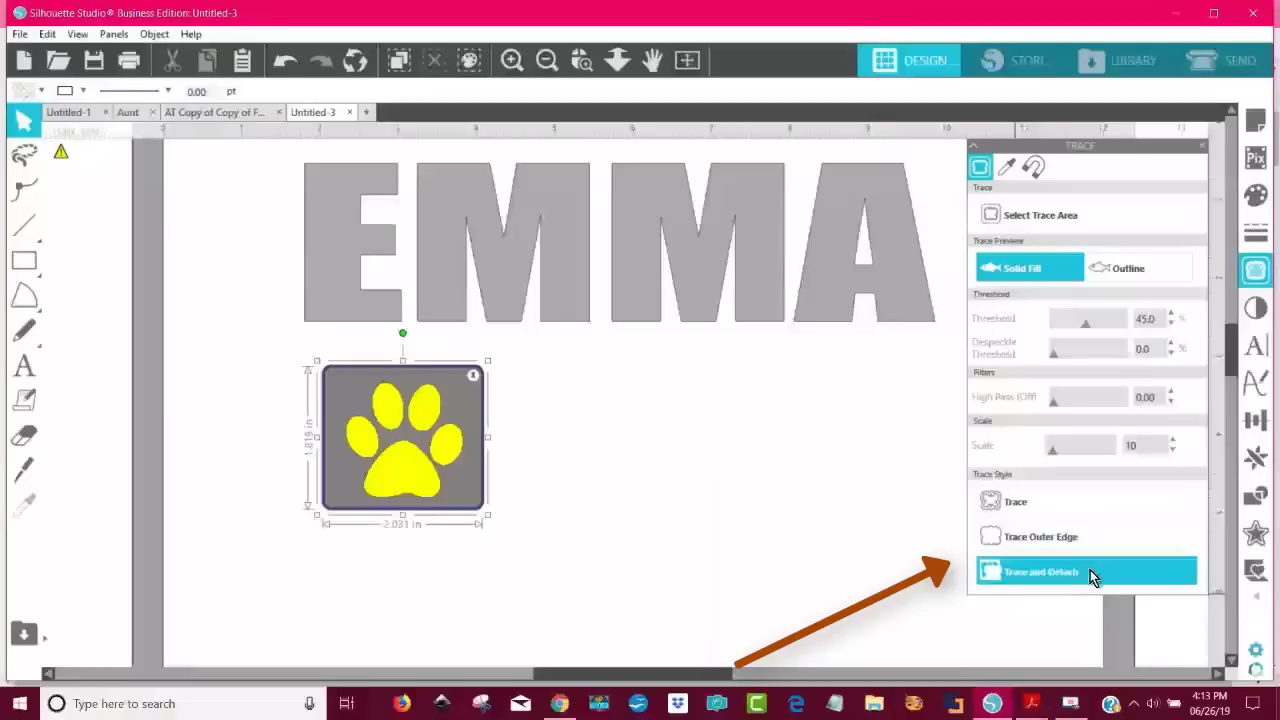 Silhouette Studio® Business Edition: Untitled-3
File Edit View Panels Object Help
DESIGN LIBRARY SEND
0.00 pt
Untitled-1 Aunt AT Copy of Copy of F... Untitled-3
EMMA
TRACE
Trace
Select Trace Area
Trace Preview
Solid Fill Outline
Threshold
Threshold 45.0 %
Despeckle
Threshold 0.0 %
Filters
High Pass (Off) 0.00
Scale
Scale 10
Trace Style
Trace
Trace Outer Edge
Trace and Detach
1.819 in
2.031 in
Pix
Type here to search
4:13 PM
06/26/19